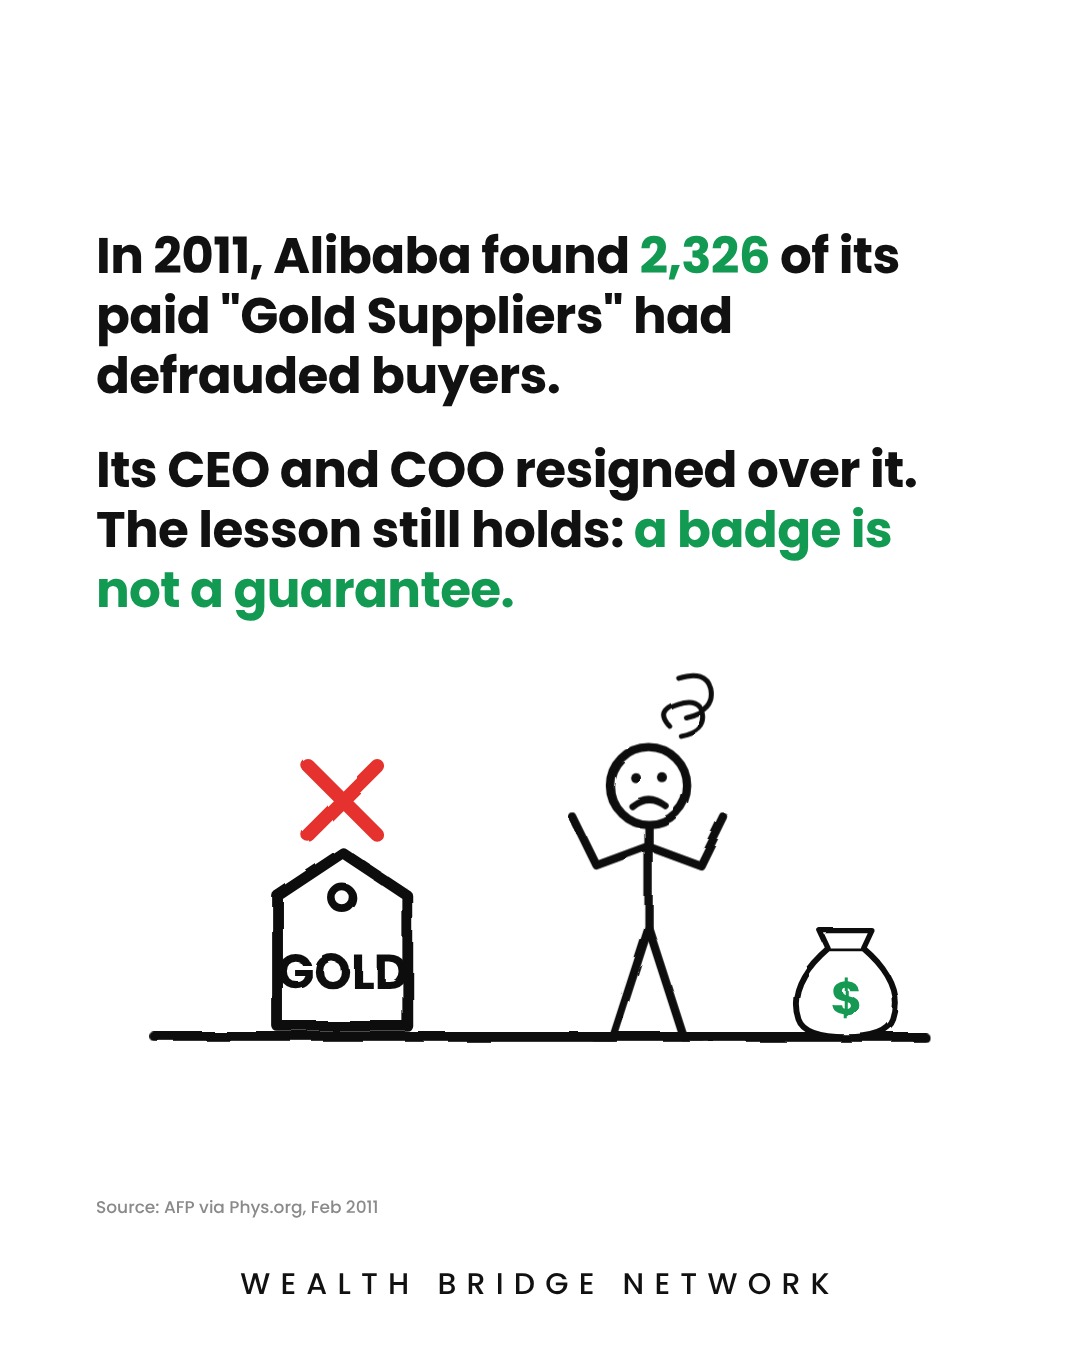 In 2011, Alibaba found 2,326 of its
paid "Gold Suppliers" had
defrauded buyers.
Its CEO and COO resigned over it.
The lesson still holds: a badge is
not a guarantee.
GOLD
$
Source: AFP via Phys.org, Feb 2011
WEALTH BRIDGE NETWORK